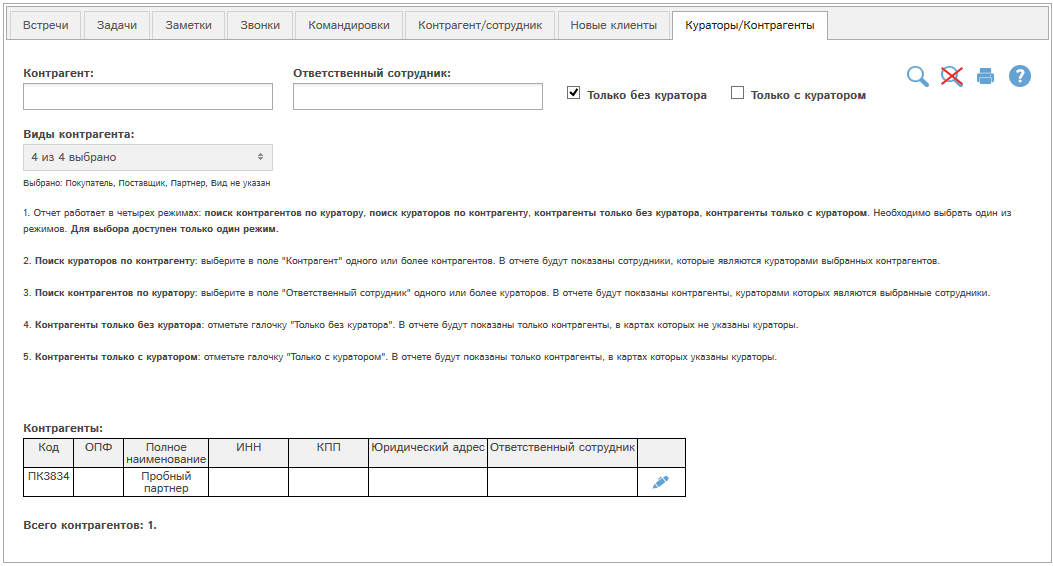 Встречи Задачи Заметки Звонки Командировки Контрагент/сотрудник Новые клиенты Кураторы/Контрагенты
Контрагент: Ответственный сотрудник:
Только без куратора Только с куратором
Виды контрагента:
4 из 4 выбрано
Выбрано: Покупатель, Поставщик, Партнер, Вид не указан
1. Отчет работает в четырех режимах: поиск контрагентов по куратору, поиск кураторов по контрагенту, контрагенты только без куратора, контрагенты только с куратором. Необходимо выбрать один из
режимов. Для выбора доступен только один режим.
2. Поиск кураторов по контрагенту: выберите в поле "Контрагент" одного или более контрагентов. В отчете будут показаны сотрудники, которые являются кураторами выбранных контрагентов.
3. Поиск контрагентов по куратору: выберите в поле "Ответственный сотрудник" одного или более кураторов. В отчете будут показаны контрагенты, кураторами которых являются выбранные сотрудники.
4. Контрагенты только без куратора: отметьте галочку "Только без куратора". В отчете будут показаны только контрагенты, в картах которых не указаны кураторы.
5. Контрагенты только с куратором: отметьте галочку "Только с куратором". В отчете будут показаны только контрагенты, в картах которых указаны кураторы.
Контрагенты:
Код ОПФ Полное ИНН КПП Юридический адрес Ответственный сотрудник
наименование
ПК3834 Пробный
партнер
Всего контрагентов: 1.